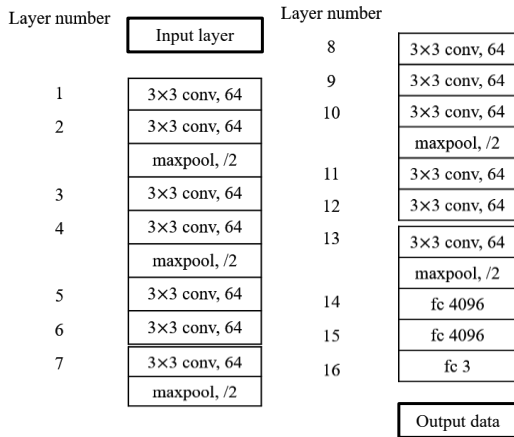 Layer number
Input layer
1 3×3 conv, 64
2 3×3 conv, 64
maxpool, /2
3 3×3 conv, 64
4 3×3 conv, 64
maxpool, /2
5 3×3 conv, 64
6 3×3 conv, 64
7 3×3 conv, 64
maxpool, /2
Layer number
8 3×3 conv, 64
9 3×3 conv, 64
10 3×3 conv, 64
maxpool, /2
11 3×3 conv, 64
12 3×3 conv, 64
13 3×3 conv, 64
maxpool, /2
14 fc 4096
15 fc 4096
16 fc 3
Output data